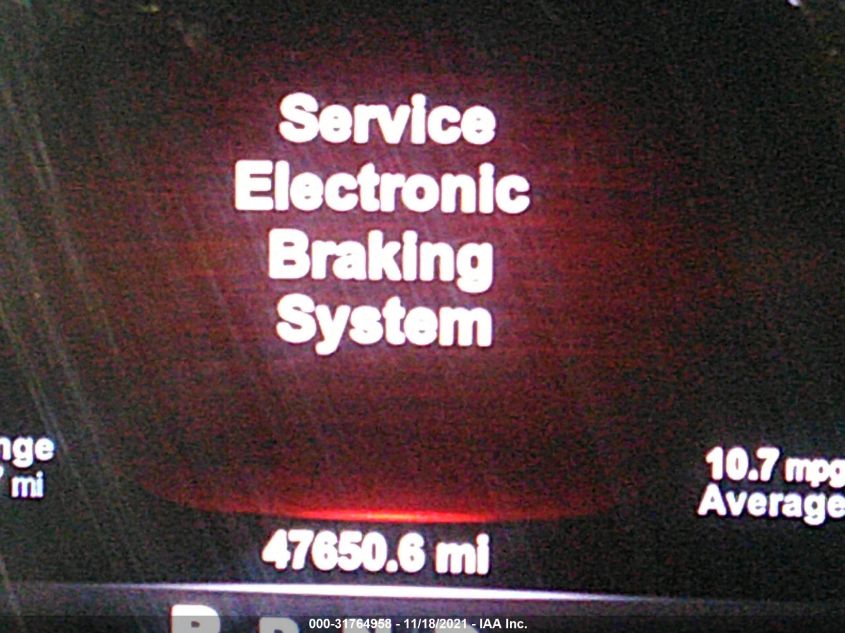 Service
Electronic
Braking
System
nge
mi
10.7 mpg
Average
47650.6 mi
P R N D
000-31764958 - 11/18/2021 - IAA Inc.